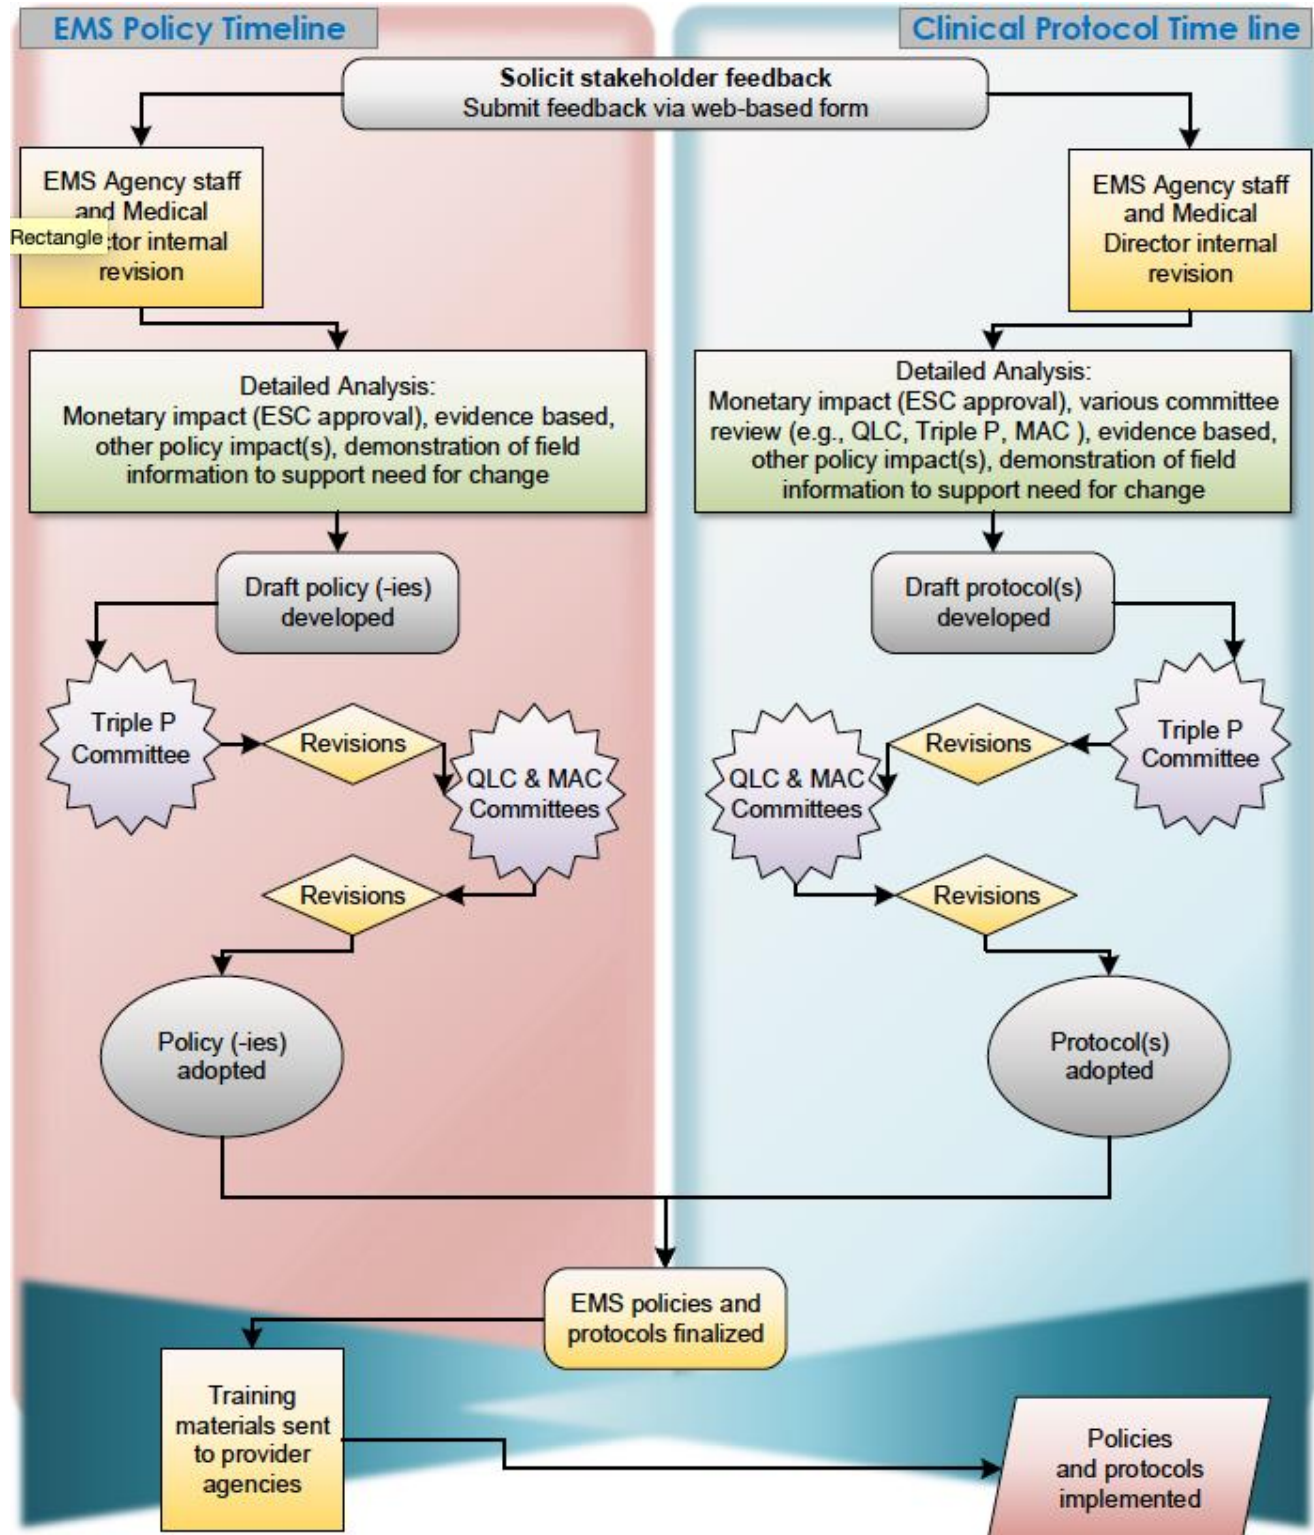 EMS Policy Timeline
Clinical Protocol Time line
Solicit stakeholder feedback
Submit feedback via web-based form
EMS Agency staff
and Medical
Rectangle
ctor internal
revision
EMS Agency staff
and Medical
Director internal
revision
Detailed Analysis:
Monetary impact (ESC approval), evidence based,
other policy impact(s), demonstration of field
information to support need for change
Detailed Analysis:
Monetary impact (ESC approval), various committee
review (e.g., QLC, Triple P, MAC ), evidence based,
other policy impact(s), demonstration of field
information to support need for change
Draft policy (-ies)
developed
Draft protocol(s)
developed
Triple P
Committee
Revisions
QLC & MAC
Committees
QLC & MAC
Committees
Revisions
Triple P
Committee
Revisions
Revisions
Policy (-ies)
adopted
Protocol(s)
adopted
EMS policies and
protocols finalized
Training
materials sent
to provider
agencies
Policies
and protocols
implemented